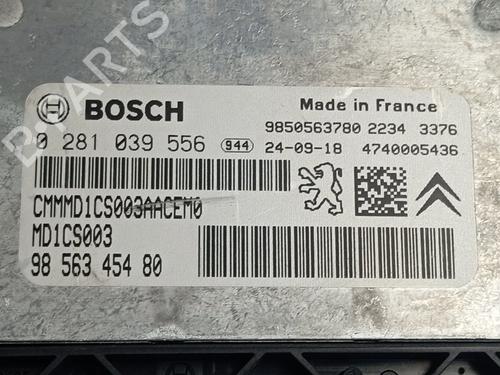 BOSCH
Made in France
0 281 039 556 944
9850563780 2234 3376
24-09-18 4740005436
CMMMD1CS003AACEM0
MD1CS003
98 563 454 80
B-PARTS